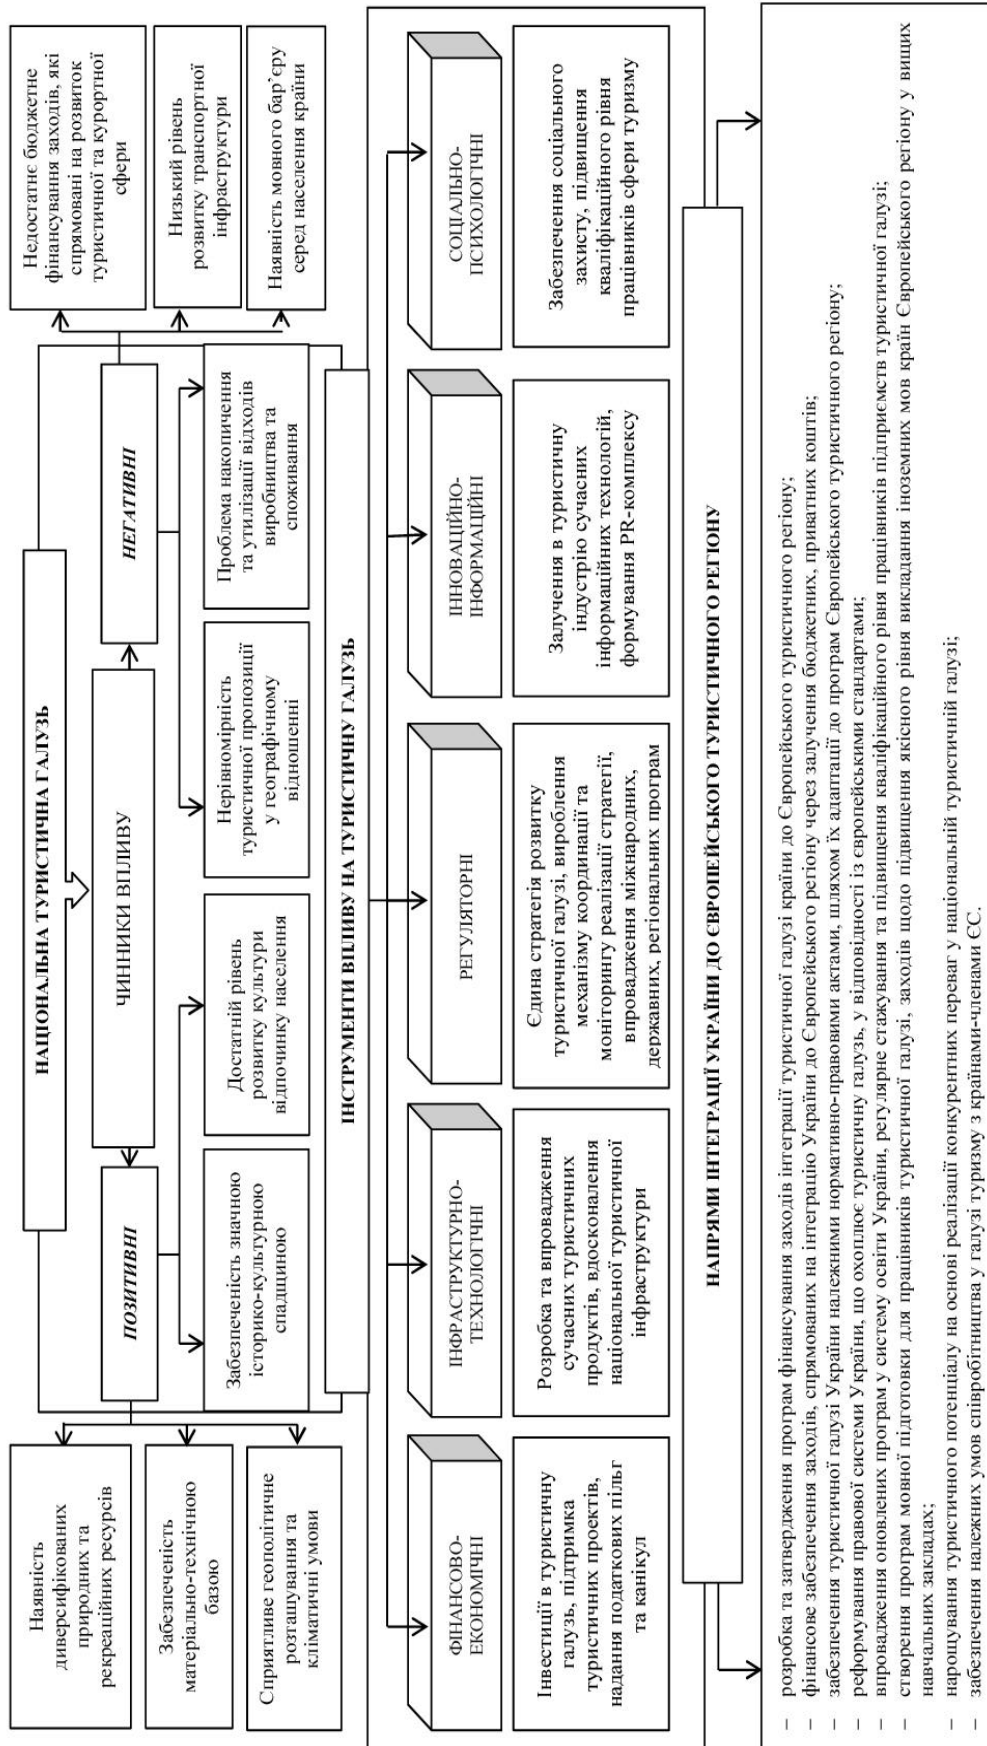 НАЦІОНАЛЬНА ТУРИСТИЧНА ГАЛУЗЬ
ЧИННИКИ ВПЛИВУ
ПОЗИТИВНІ
НЕГАТИВНІ
Наявність
диверсифікованих
природних та
рекреаційних ресурсів
Забезпеченість
матеріально-технічною
базою
Сприятливе геополітичне
розташування та
кліматичні умови
Забезпеченість значною
історико-культурною
спадщиною
Достатній рівень
розвитку культури
відпочинку населення
Нерівномірність
туристичної пропозиції
у географічному
відношенні
Проблема накопичення
та утилізації відходів
виробництва та
споживання
Недостатнє бюджетне
фінансування заходів, які
спрямовані на розвиток
туристичної та курортної
сфери
Низький рівень
розвитку транспортної
інфраструктури
Наявність мовного бар’єру
серед населення країни
ІНСТРУМЕНТИ ВПЛИВУ НА ТУРИСТИЧНУ ГАЛУЗЬ
ФІНАНСОВО-
ЕКОНОМІЧНІ
ІНФРАСТРУКТУРНО-
ТЕХНОЛОГІЧНІ
РЕГУЛЯТОРНІ
ІННОВАЦІЙНО-
ІНФОРМАЦІЙНІ
СОЦІАЛЬНО-
ПСИХОЛОГІЧНІ
Інвестиції в туристичну
галузь, підтримка
туристичних проектів,
надання податкових пільг
та канікул
Розробка та впровадження
сучасних туристичних
продуктів, вдосконалення
національної туристичної
інфраструктури
Єдина стратегія розвитку
туристичної галузі, вироблення
механізму координації та
моніторингу реалізації стратегії,
впровадження міжнародних,
державних, регіональних програм
Залучення в туристичну
індустрію сучасних
інформаційних технологій,
формування PR-комплексу
Забезпечення соціального
захисту, підвищення
кваліфікаційного рівня
працівників сфери туризму
НАПРЯМИ ІНТЕГРАЦІЇ УКРАЇНИ ДО ЄВРОПЕЙСЬКОГО ТУРИСТИЧНОГО РЕГІОНУ
– розробка та затвердження програм фінансування заходів інтеграції туристичної галузі країни до Європейського туристичного регіону;
– фінансове забезпечення заходів, спрямованих на інтеграцію України до Європейського регіону через залучення бюджетних, приватних коштів;
– забезпечення туристичної галузі України належними нормативно-правовими актами, шляхом їх адаптації до програм Європейського туристичного регіону;
– реформування правової системи України, що охоплює туристичну галузь, у відповідності із європейськими стандартами;
– впровадження оновлених програм у систему освіти України, регулярне стажування та підвищення кваліфікаційного рівня працівників підприємств туристичної галузі;
– створення програм мовної підготовки для працівників туристичної галузі, заходів щодо підвищення якісного рівня викладання іноземних мов країн Європейського регіону у вищих
навчальних закладах;
– нарощування туристичного потенціалу на основі реалізації конкурентних переваг у національній туристичній галузі;
– забезпечення належних умов співробітництва у галузі туризму з країнами-членами ЄС.